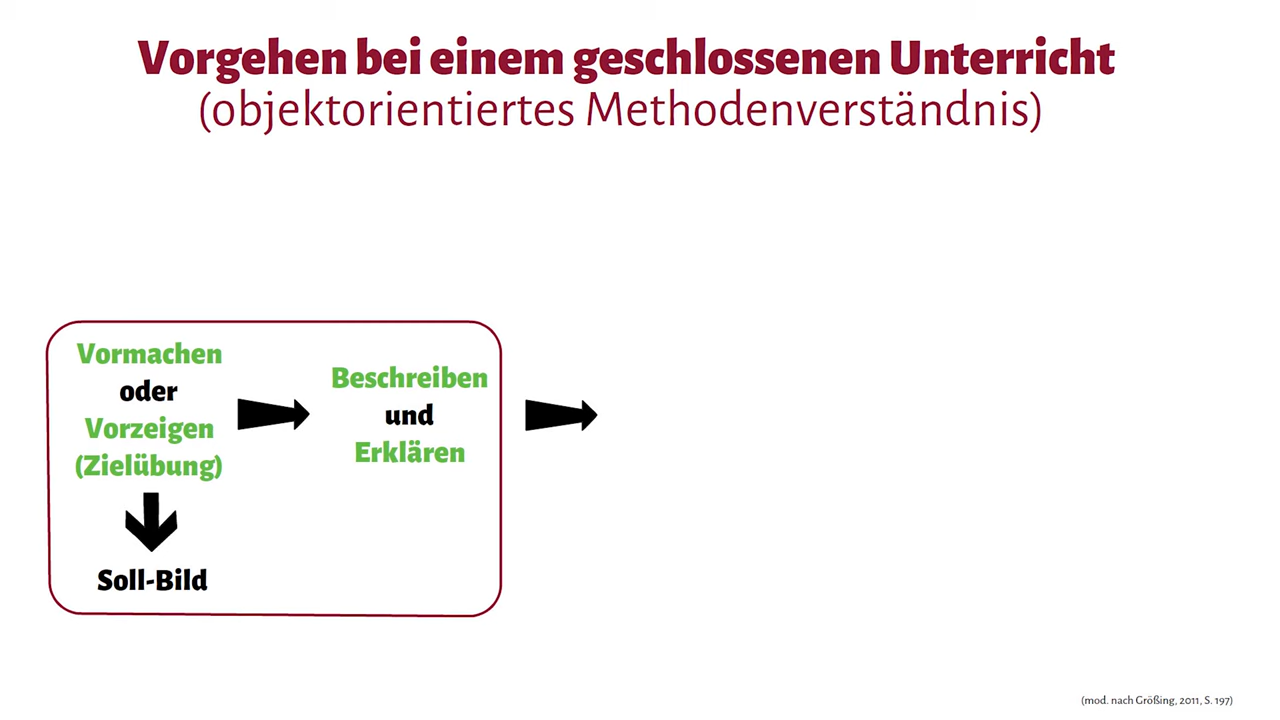 Vorgehen bei einem geschlossenen Unterricht
(objektorientiertes Methodenverständnis)
Vormachen
oder
Vorzeigen
(Zielübung)
Soll-Bild
Beschreiben
und
Erklären
(mod. nach Größing, 2011, S. 197)